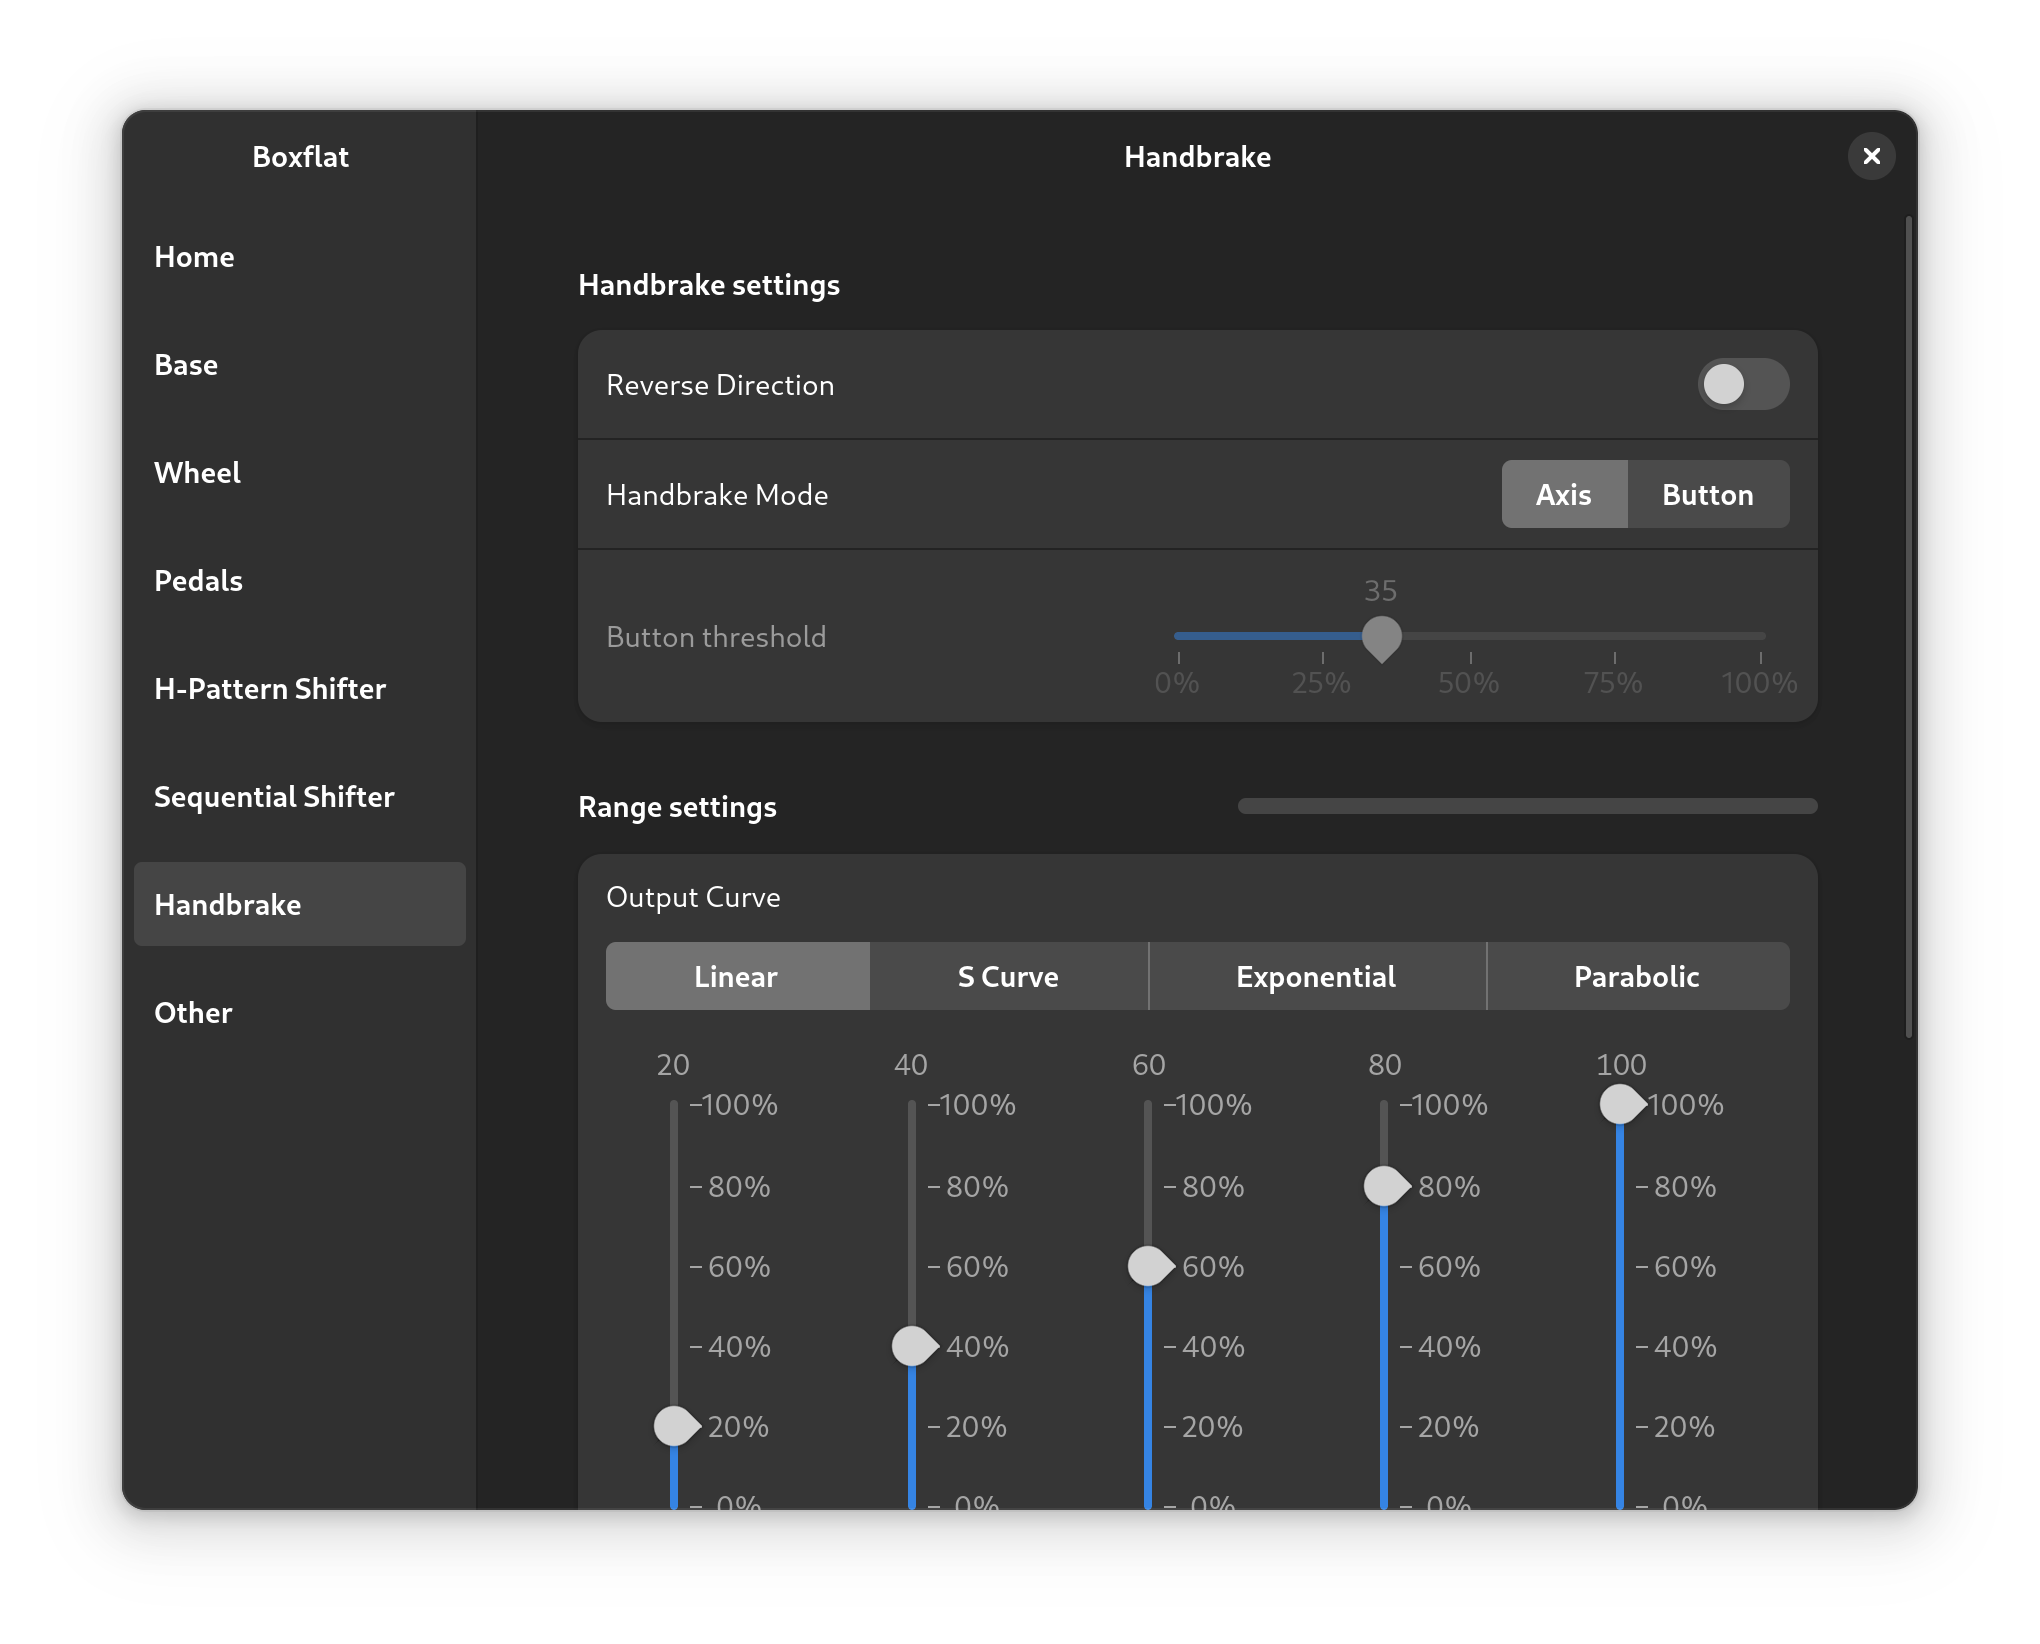 Boxflat
Handbrake
Home
Base
Wheel
Pedals
H-Pattern Shifter
Sequential Shifter
Handbrake
Other
Handbrake settings
Reverse Direction
Handbrake Mode
Axis
Button
Button threshold
35
0% 25% 50% 75% 100%
Range settings
Output Curve
Linear
S Curve
Exponential
Parabolic
20 40 60 80 100
100% 100% 100% 100% 100%
80% 80% 80% 80% 80%
60% 60% 60% 60% 60%
40% 40% 40% 40% 40%
20% 20% 20% 20% 20%
0% 0% 0% 0% 0%